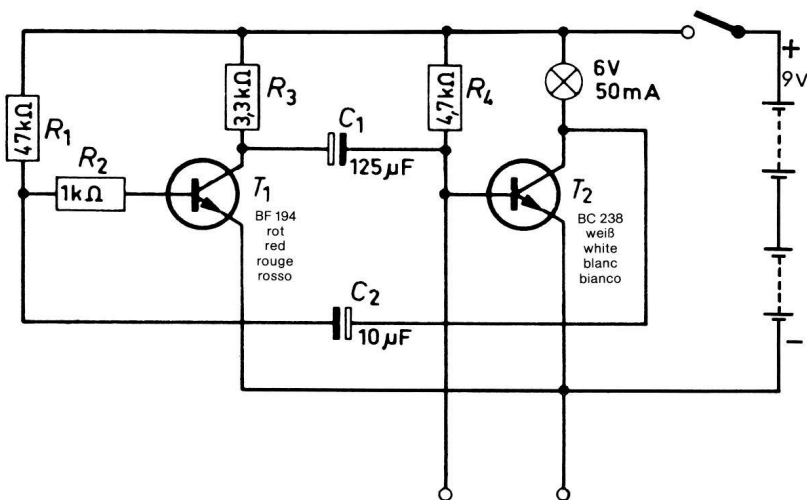 +
6V
50mA
9V
47kΩ
R1
R2
1kΩ
3,3kΩ
R3
C1
125µF
4,7kΩ
R4
T1
BF 194
rot
red
rouge
rosso
T2
BC 238
weiß
white
blanc
bianco
C2
10µF
−